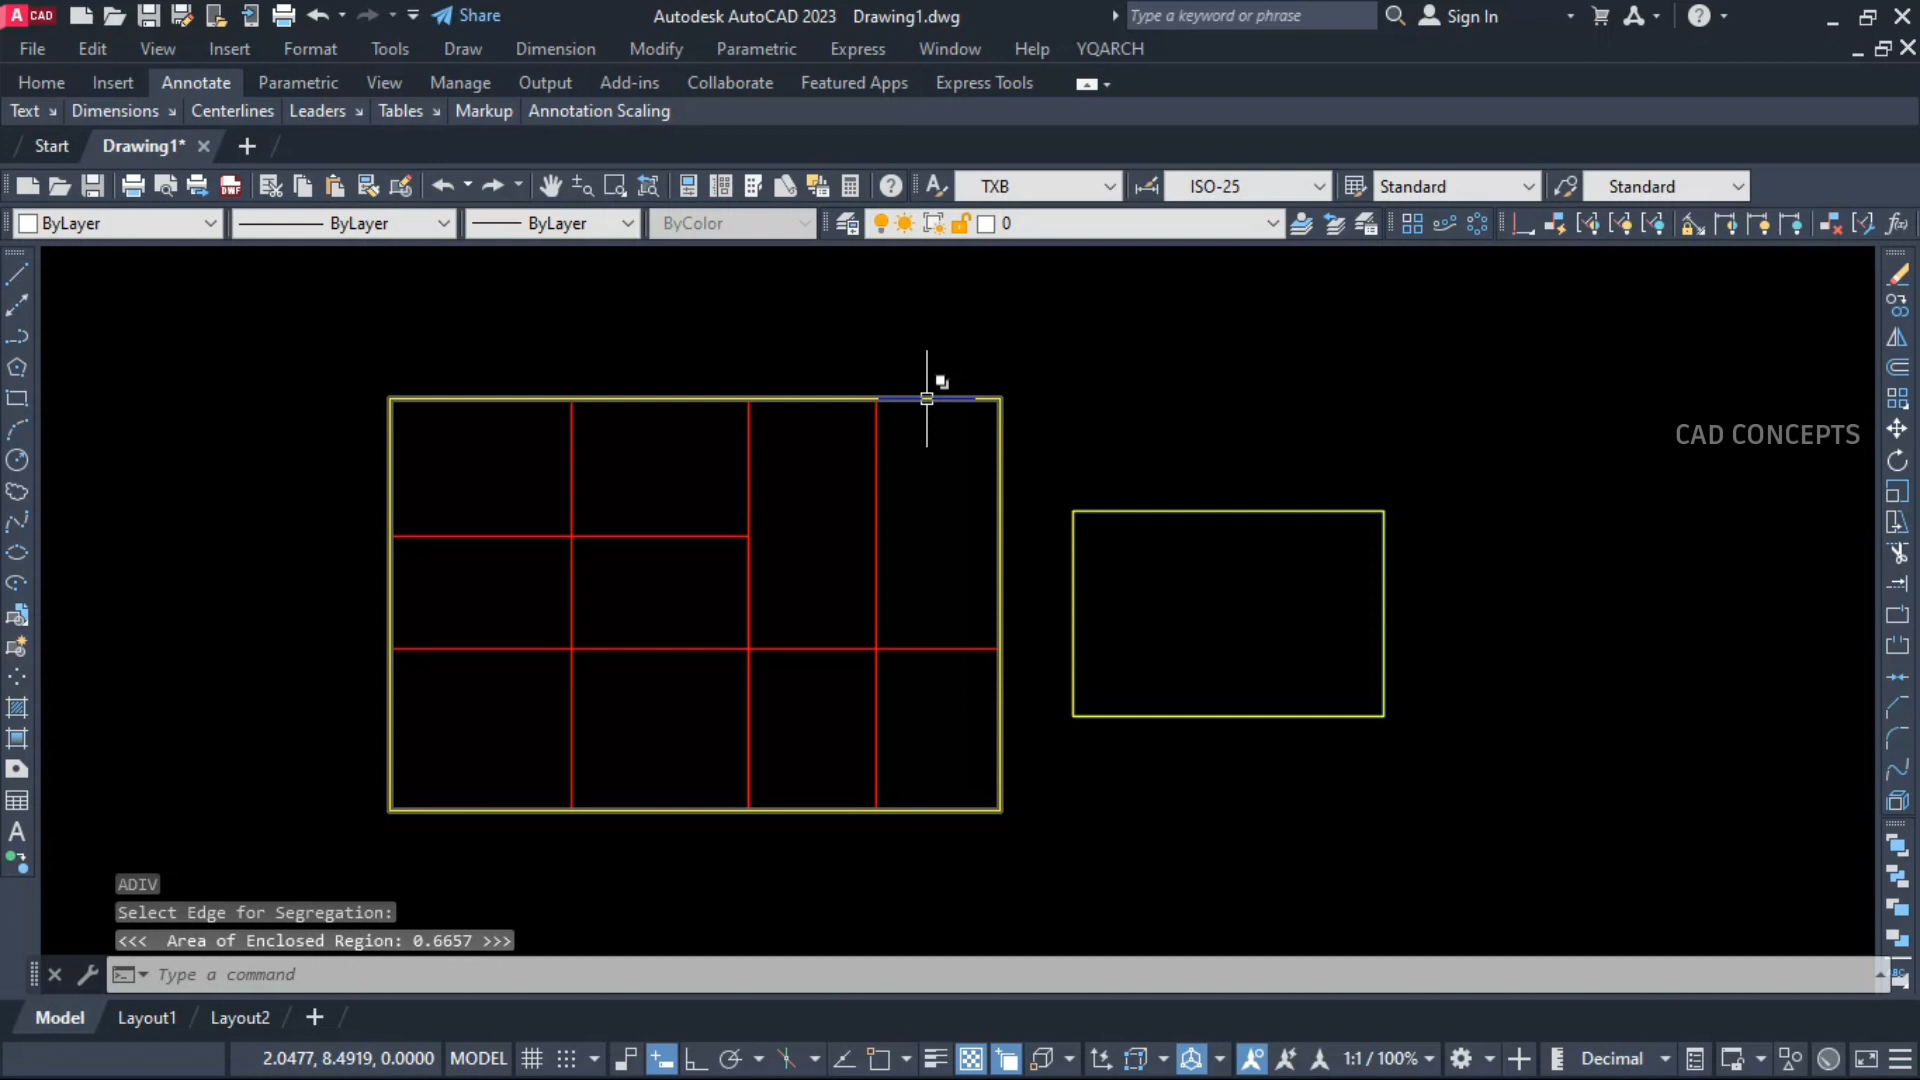 A CAD Share Autodesk AutoCAD 2023 Drawing1.dwg Type a keyword or phrase Sign In
File Edit View Insert Format Tools Draw Dimension Modify Parametric Express Window Help YQARCH
Home Insert Annotate Parametric View Manage Output Add-ins Collaborate Featured Apps Express Tools
Text Dimensions Centerlines Leaders Tables Markup Annotation Scaling
Start Drawing1*
TXB ISO-25 Standard Standard
ByLayer ByLayer ByLayer ByColor 0
CAD CONCEPTS
ADIV
Select Edge for Segregation:
<<< Area of Enclosed Region: 0.6657 >>>
Type a command
Model Layout1 Layout2
2.0477, 8.4919, 0.0000 MODEL 1:1 / 100% Decimal